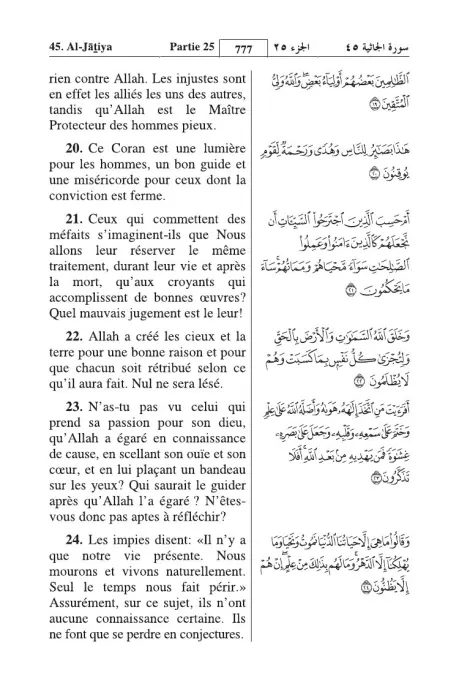 45. Al-Jāṯiya Partie 25 777 الجزء ٢٥ سورة الجاثية ٤٥
rien contre Allah. Les injustes sont
en effet les alliés les uns des autres,
tandis qu'Allah est le Maître
Protecteur des hommes pieux.
20. Ce Coran est une lumière
pour les hommes, un bon guide et
une miséricorde pour ceux dont la
conviction est ferme.
21. Ceux qui commettent des
méfaits s'imaginent-ils que Nous
allons leur réserver le même
traitement, durant leur vie et après
la mort, qu'aux croyants qui
accomplissent de bonnes œuvres?
Quel mauvais jugement est le leur!
22. Allah a créé les cieux et la
terre pour une bonne raison et pour
que chacun soit rétribué selon ce
qu'il aura fait. Nul ne sera lésé.
23. N'as-tu pas vu celui qui
prend sa passion pour son dieu,
qu'Allah a égaré en connaissance
de cause, en scellant son ouïe et son
cœur, et en lui plaçant un bandeau
sur les yeux? Qui saurait le guider
après qu'Allah l'a égaré ? N'êtes-
vous donc pas aptes à réfléchir?
24. Les impies disent: «Il n'y a
que notre vie présente. Nous
mourons et vivons naturellement.
Seul le temps nous fait périr.»
Assurément, sur ce sujet, ils n'ont
aucune connaissance certaine. Ils
ne font que se perdre en conjectures.
ٱلظَّـٰلِمِينَ بَعْضُهُمْ أَوْلِيَآءُ بَعْضٍ وَٱللَّهُ وَلِىُّ
ٱلْمُتَّقِينَ ١٩
هَـٰذَا بَصَـٰٓئِرُ لِلنَّاسِ وَهُدًى وَرَحْمَةٌ لِّقَوْمٍ
يُوقِنُونَ ٢٠
أَمْ حَسِبَ ٱلَّذِينَ ٱجْتَرَحُوا۟ ٱلسَّيِّـَٔاتِ أَن
نَّجْعَلَهُمْ كَٱلَّذِينَ ءَامَنُوا۟ وَعَمِلُوا۟
ٱلصَّـٰلِحَـٰتِ سَوَآءً مَّحْيَاهُمْ وَمَمَاتُهُمْ سَآءَ
مَا يَحْكُمُونَ ٢١
وَخَلَقَ ٱللَّهُ ٱلسَّمَـٰوَٰتِ وَٱلْأَرْضَ بِٱلْحَقِّ
وَلِتُجْزَىٰ كُلُّ نَفْسٍۭ بِمَا كَسَبَتْ وَهُمْ
لَا يُظْلَمُونَ ٢٢
أَفَرَءَيْتَ مَنِ ٱتَّخَذَ إِلَـٰهَهُۥ هَوَىٰهُ وَأَضَلَّهُ ٱللَّهُ عَلَىٰ عِلْمٍ
وَخَتَمَ عَلَىٰ سَمْعِهِۦ وَقَلْبِهِۦ وَجَعَلَ عَلَىٰ بَصَرِهِۦ
غِشَـٰوَةً فَمَن يَهْدِيهِ مِنۢ بَعْدِ ٱللَّهِ أَفَلَا
تَذَكَّرُونَ ٢٣
وَقَالُوا۟ مَا هِىَ إِلَّا حَيَاتُنَا ٱلدُّنْيَا نَمُوتُ وَنَحْيَا وَمَا
يُهْلِكُنَآ إِلَّا ٱلدَّهْرُ وَمَا لَهُم بِذَٰلِكَ مِنْ عِلْمٍ إِنْ هُمْ
إِلَّا يَظُنُّونَ ٢٤